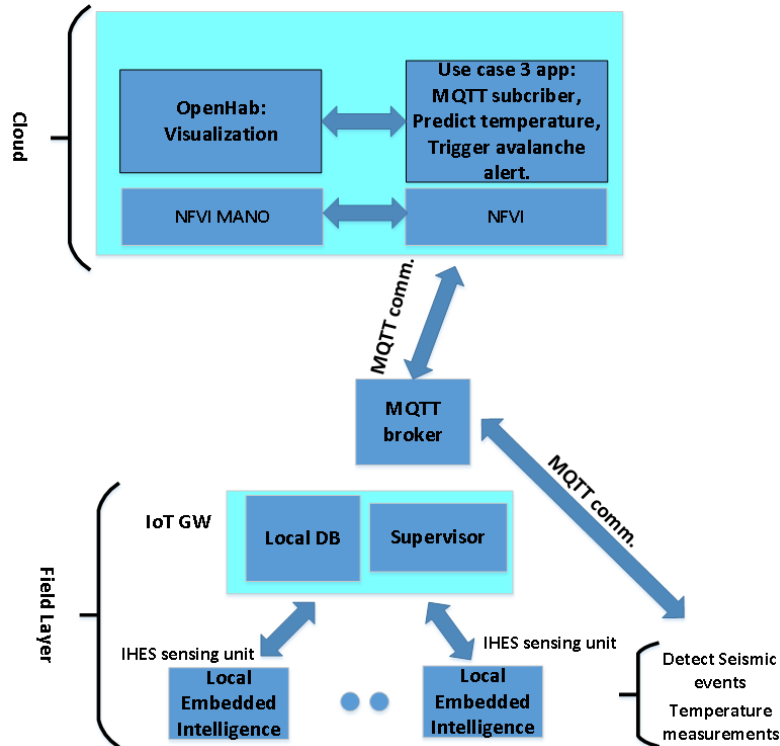 Cloud
OpenHab:
Visualization
Use case 3 app:
MQTT subcriber,
Predict temperature,
Trigger avalanche
alert.
NFVI MANO
NFVI
MQTT comm.
MQTT
broker
MQTT comm.
Field Layer
IoT GW
Local DB
Supervisor
IHES sensing unit
Local
Embedded
Intelligence
IHES sensing unit
Local
Embedded
Intelligence
Detect Seismic
events
Temperature
measurements